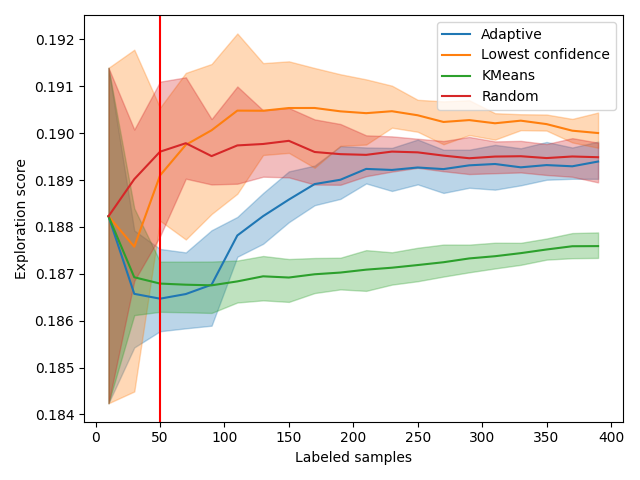 0.192
0.191
0.190
0.189
0.188
0.187
0.186
0.185
0.184
Exploration score
0 50 100 150 200 250 300 350 400
Labeled samples
Adaptive
Lowest confidence
KMeans
Random